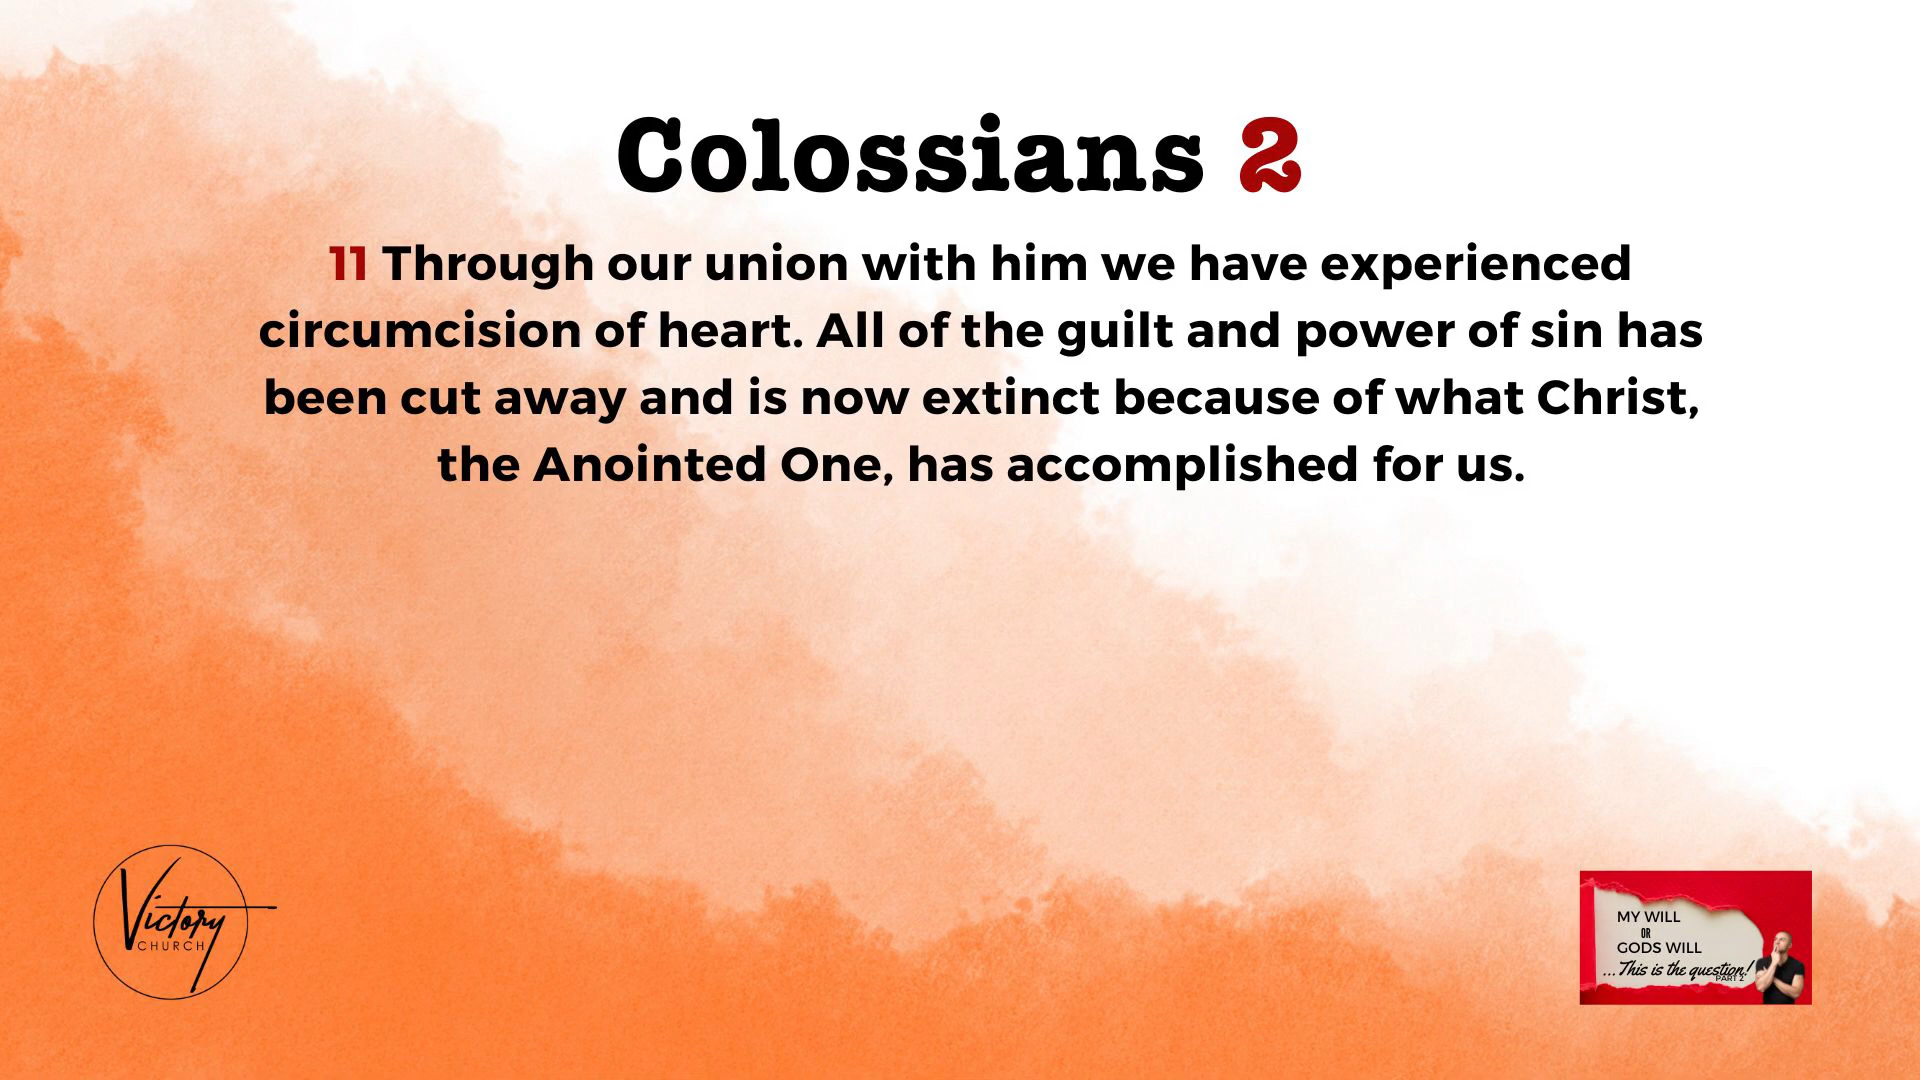 Colossians 2
11 Through our union with him we have experienced
circumcision of heart. All of the guilt and power of sin has
been cut away and is now extinct because of what Christ,
the Anointed One, has accomplished for us.
Victory
CHURCH
MY WILL
OR
GODS WILL
...This is the question!
PART 2